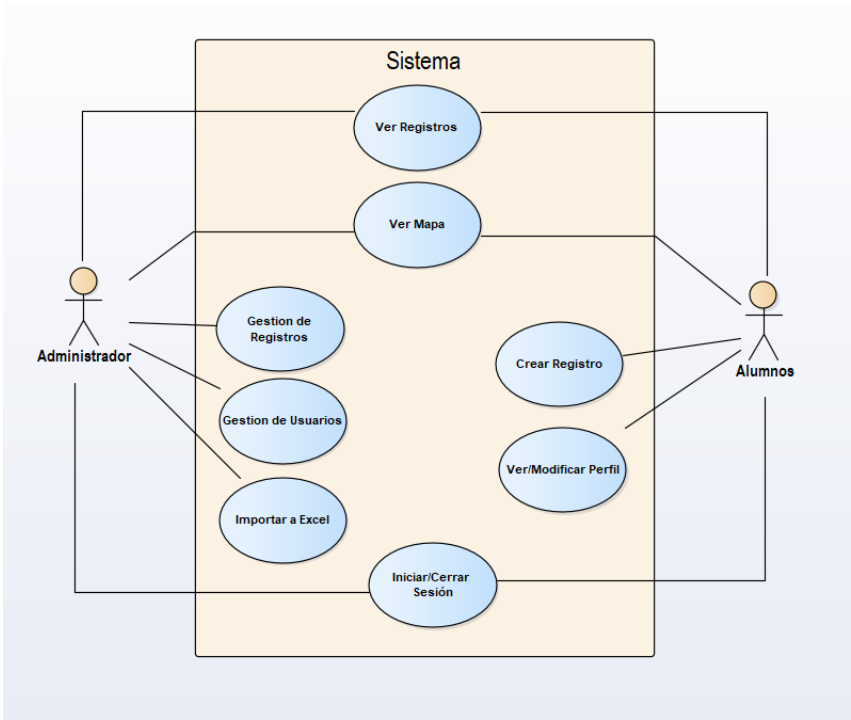 Sistema
Ver Registros
Ver Mapa
Gestion de
Registros
Administrador
Crear Registro
Alumnos
Gestion de Usuarios
Ver/Modificar Perfil
Importar a Excel
Iniciar/Cerrar
Sesión